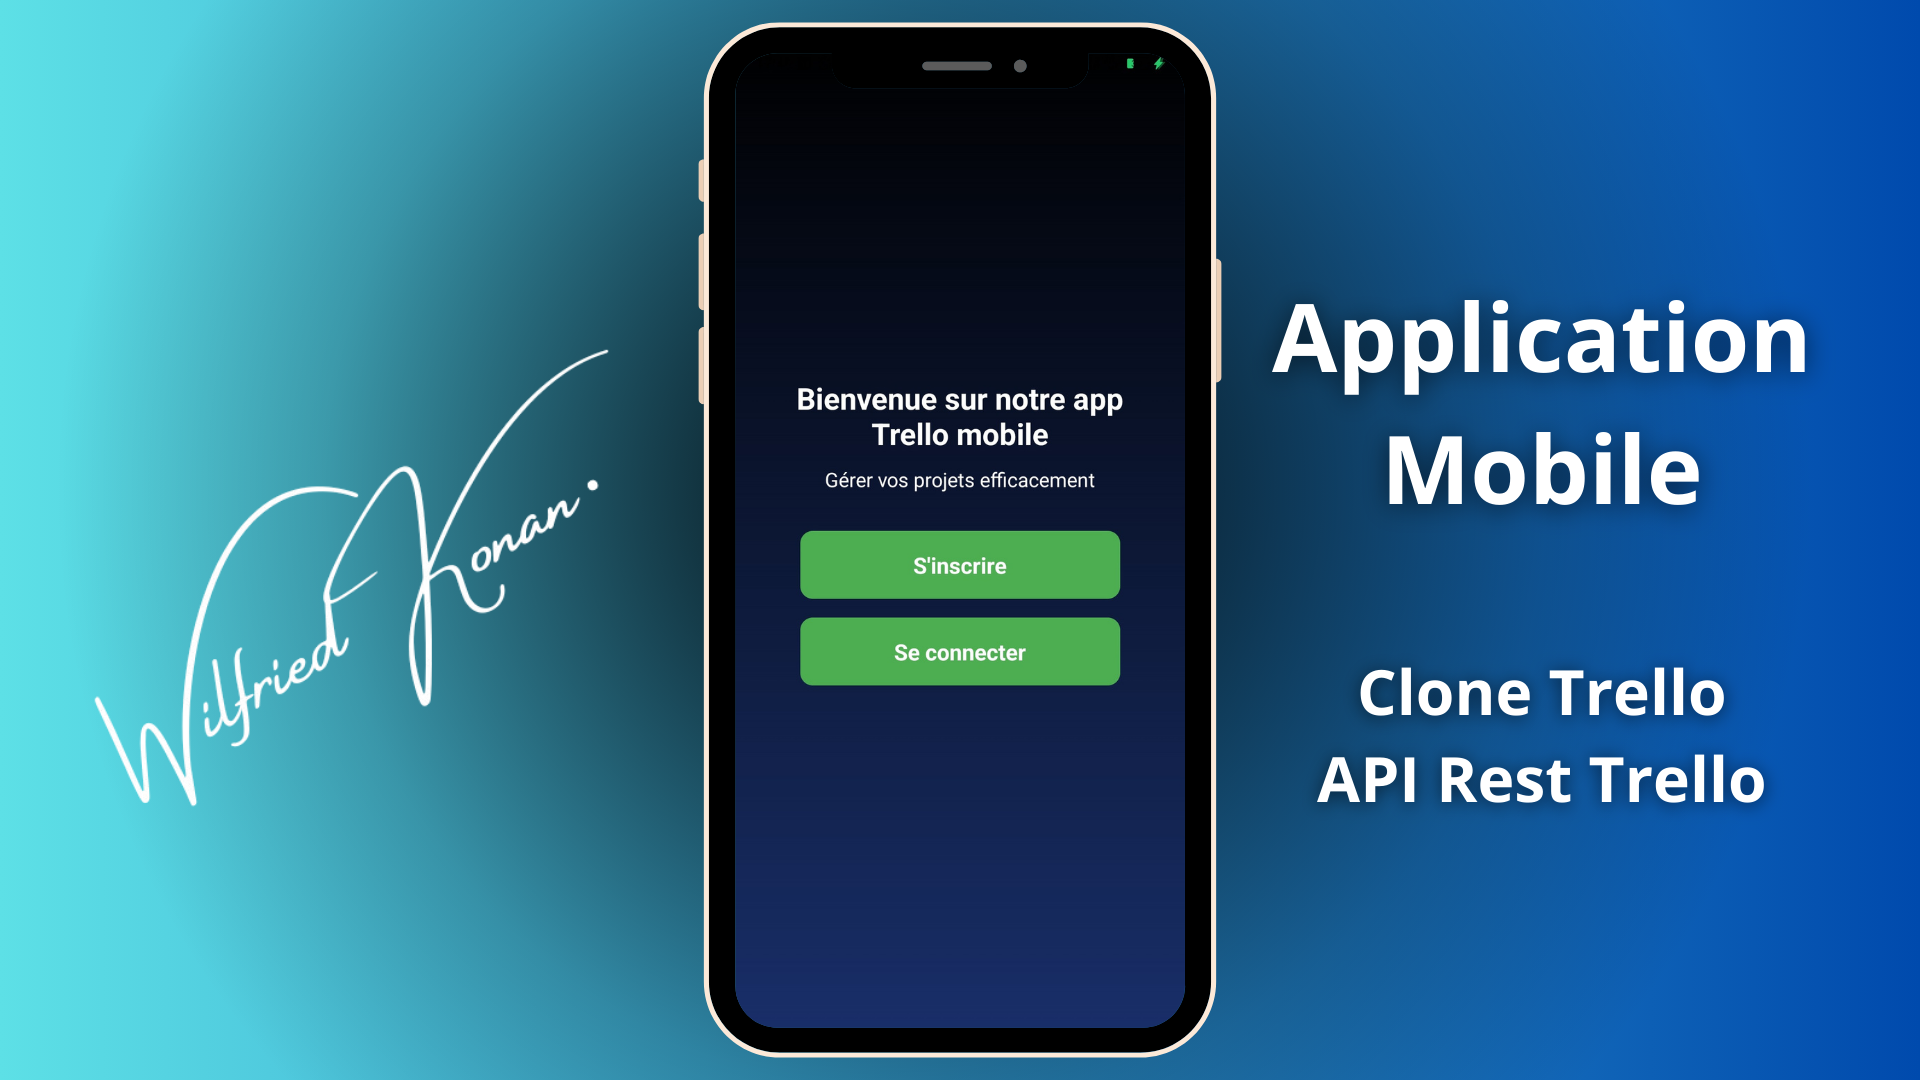 Wilfried Konan.
Bienvenue sur notre app
Trello mobile
Gérer vos projets efficacement
S'inscrire
Se connecter
Application
Mobile
Clone Trello
API Rest Trello